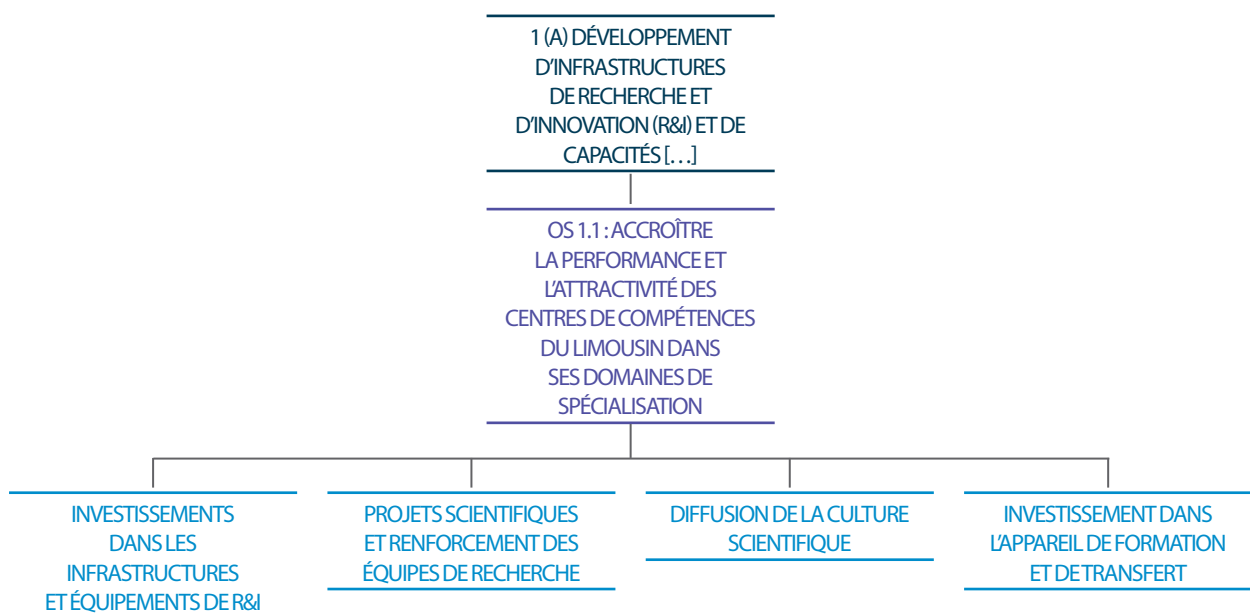 1 (A) DÉVELOPPEMENT
D'INFRASTRUCTURES
DE RECHERCHE ET
D'INNOVATION (R&I) ET DE
CAPACITÉS […]
OS 1.1 : ACCROÎTRE
LA PERFORMANCE ET
L'ATTRACTIVITÉ DES
CENTRES DE COMPÉTENCES
DU LIMOUSIN DANS
SES DOMAINES DE
SPÉCIALISATION
INVESTISSEMENTS
DANS LES
INFRASTRUCTURES
ET ÉQUIPEMENTS DE R&I
PROJETS SCIENTIFIQUES
ET RENFORCEMENT DES
ÉQUIPES DE RECHERCHE
DIFFUSION DE LA CULTURE
SCIENTIFIQUE
INVESTISSEMENT DANS
L'APPAREIL DE FORMATION
ET DE TRANSFERT